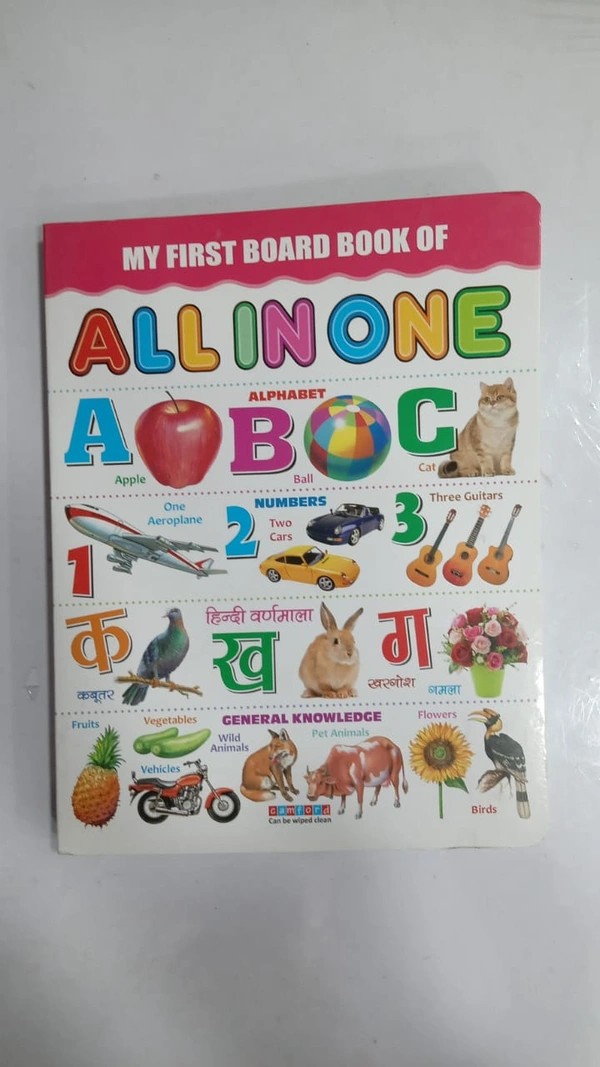 MY FIRST BOARD BOOK OF
ALL IN ONE
ALPHABET
A
Apple
B
Ball
C
Cat
NUMBERS
1
One
Aeroplane
2
Two
Cars
3
Three Guitars
हिन्दी वर्णमाला
क
कबूतर
ख
खरगोश
ग
गमला
GENERAL KNOWLEDGE
Fruits
Vegetables
Vehicles
Wild
Animals
Pet Animals
Flowers
Birds
camford
Can be wiped clean